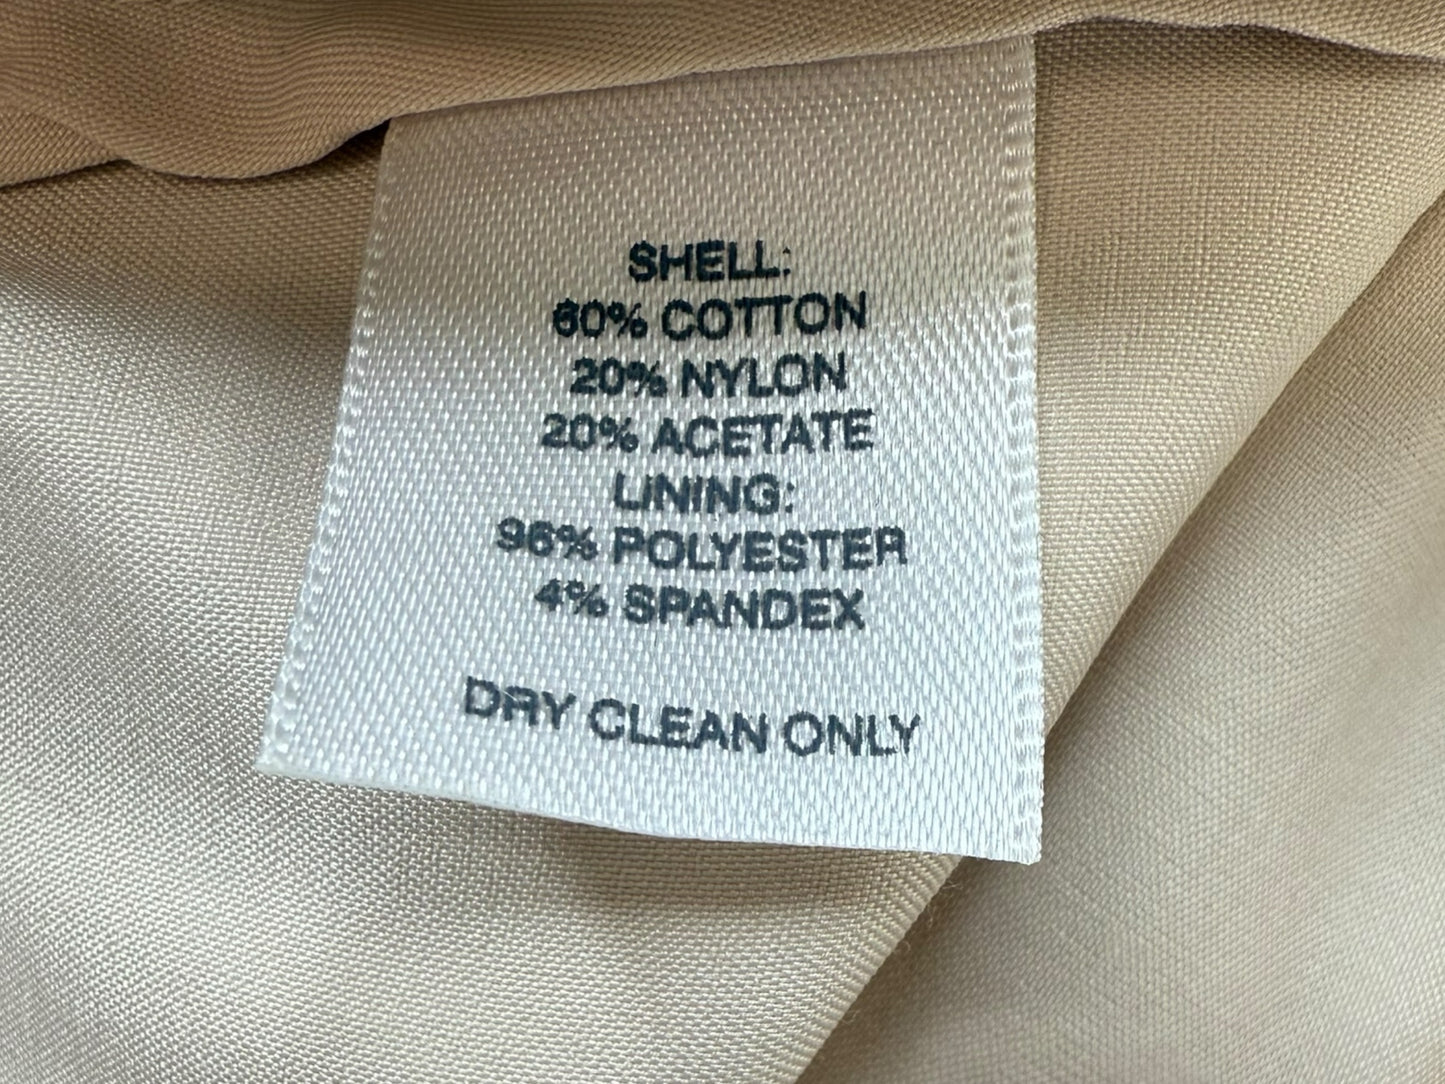 SHELL:
60% COTTON
20% NYLON
20% ACETATE
LINING:
96% POLYESTER
4% SPANDEX
DRY CLEAN ONLY